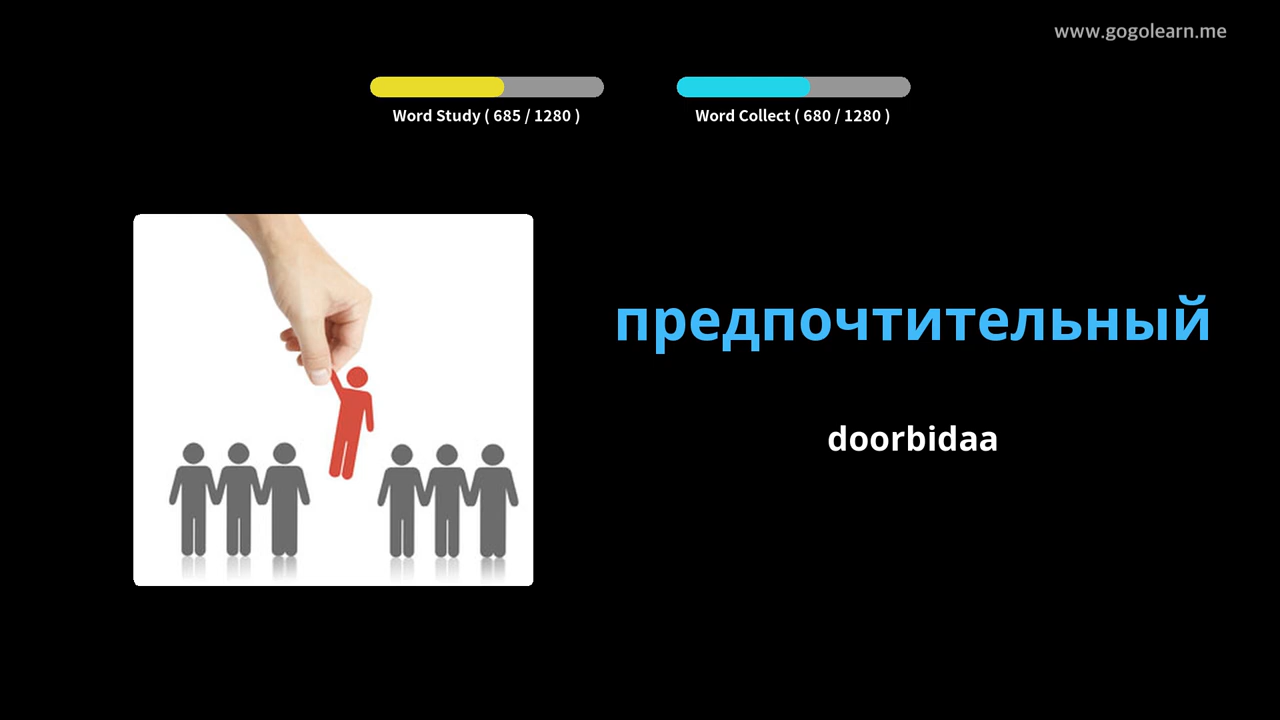 www.gogolearn.me
Word Study ( 685 / 1280 )
Word Collect ( 680 / 1280 )
предпочтительный
doorbidaa